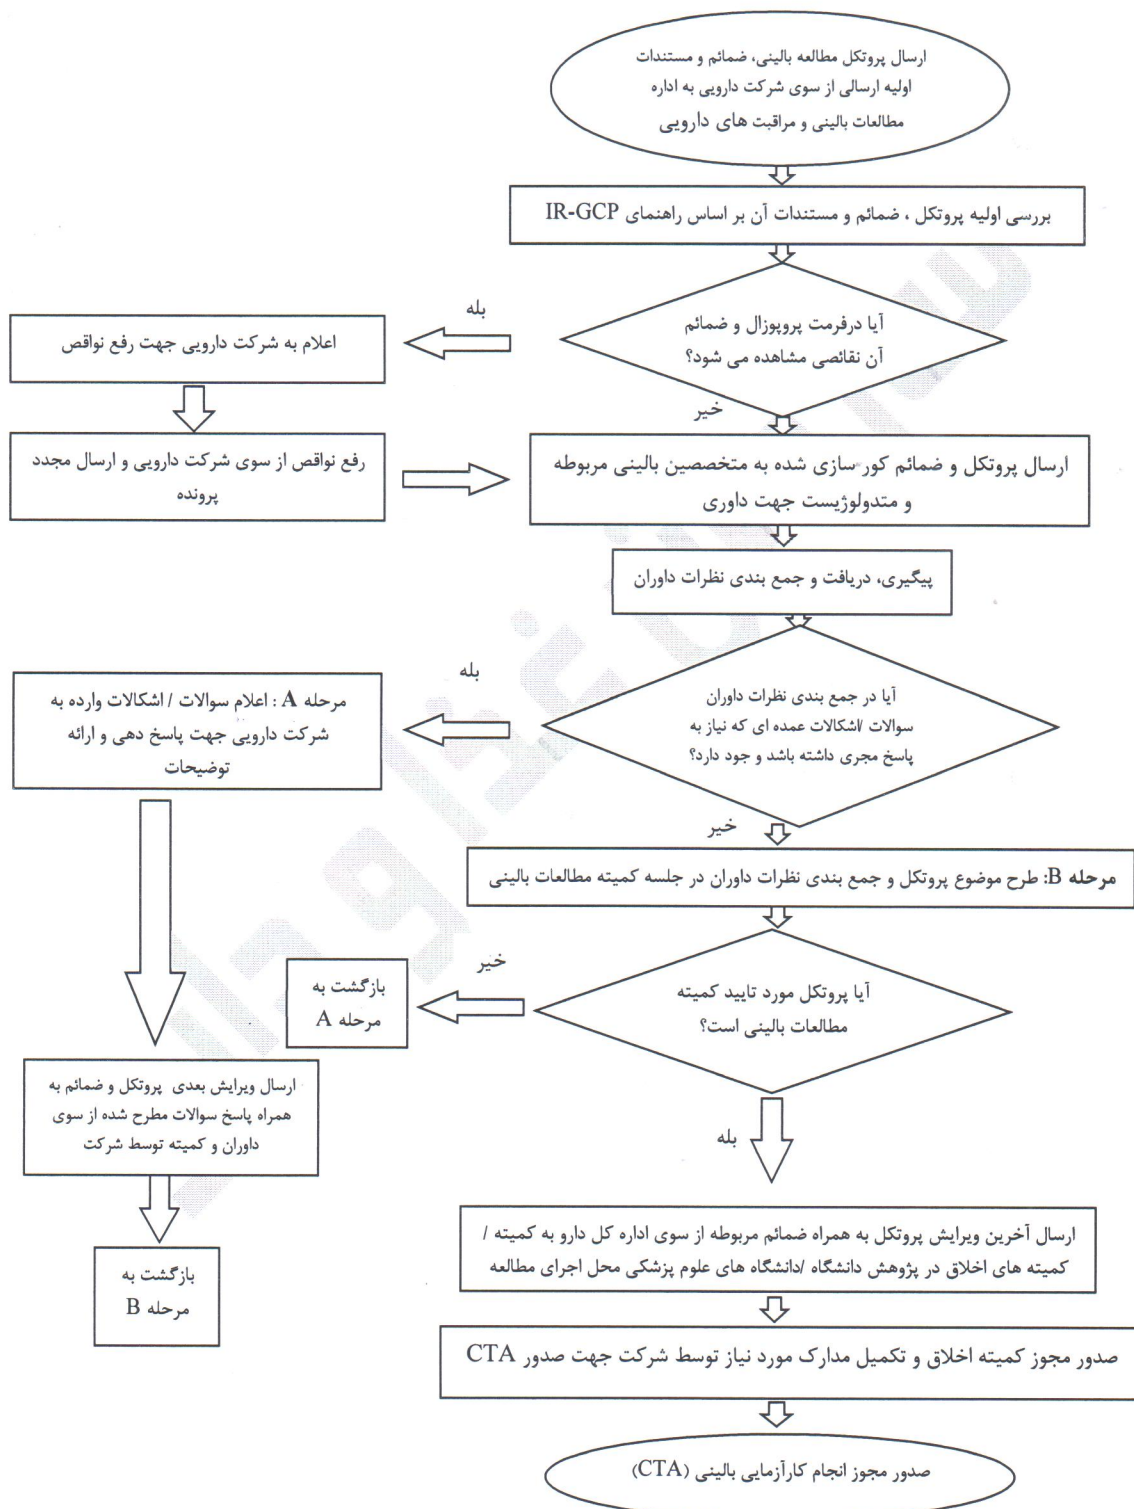 ارسال پروتکل مطالعه بالینی، ضمائم و مستندات
اولیه ارسالی از سوی شرکت دارویی به اداره
مطالعات بالینی و مراقبت های دارویی
بررسی اولیه پروتکل ، ضمائم و مستندات آن بر اساس راهنمای IR-GCP
آیا درفرمت پروپوزال و ضمائم
آن نقائصی مشاهده می شود؟
بله
اعلام به شرکت دارویی جهت رفع نواقص
رفع نواقص از سوی شرکت دارویی و ارسال مجدد
پرونده
خیر
ارسال پروتکل و ضمائم کور سازی شده به متخصصین بالینی مربوطه
و متدولوژیست جهت داوری
پیگیری، دریافت و جمع بندی نظرات داوران
آیا در جمع بندی نظرات داوران
سوالات /اشکالات عمده ای که نیاز به
پاسخ مجری داشته باشد و جود دارد؟
بله
مرحله A : اعلام سوالات / اشکالات وارده به
شرکت دارویی جهت پاسخ دهی و ارائه
توضیحات
خیر
مرحله B: طرح موضوع پروتکل و جمع بندی نظرات داوران در جلسه کمیته مطالعات بالینی
آیا پروتکل مورد تایید کمیته
مطالعات بالینی است؟
خیر
بازگشت به
مرحله A
ارسال ویرایش بعدی پروتکل و ضمائم به
همراه پاسخ سوالات مطرح شده از سوی
داوران و کمیته توسط شرکت
بازگشت به
مرحله B
بله
ارسال آخرین ویرایش پروتکل به همراه ضمائم مربوطه از سوی اداره کل دارو به کمیته /
کمیته های اخلاق در پژوهش دانشگاه /دانشگاه های علوم پزشکی محل اجرای مطالعه
صدور مجوز کمیته اخلاق و تکمیل مدارک مورد نیاز توسط شرکت جهت صدور CTA
صدور مجوز انجام کارآزمایی بالینی (CTA)